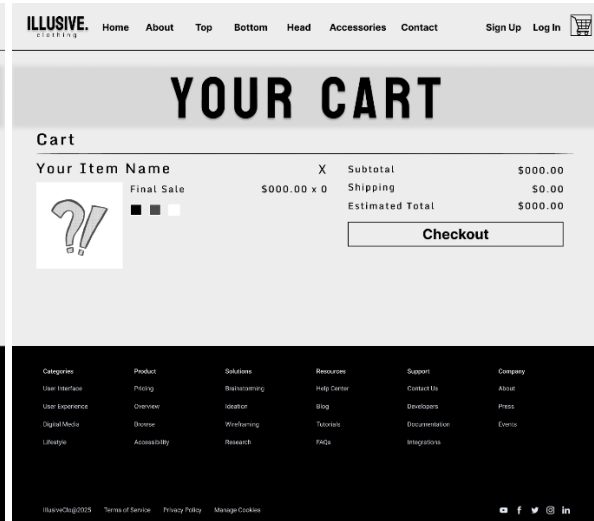 ILLUSIVE. Home About Top Bottom Head Accessories Contact Sign Up Log In
clothing
YOUR CART
Cart
Your Item Name X
Final Sale $000.00 x 0
?!
Subtotal $000.00
Shipping $0.00
Estimated Total $000.00
Checkout
Categories Product Solutions Resources Support Company
User Interface Pricing Brainstorming Help Center Contact Us About
User Experience Overview Ideation Blog Developers Press
Digital Media Browse Wireframing Tutorials Documentation Events
Lifestyle Accessibility Research FAQs Integrations
IllusiveClo@2025 Terms of Service Privacy Policy Manage Cookies